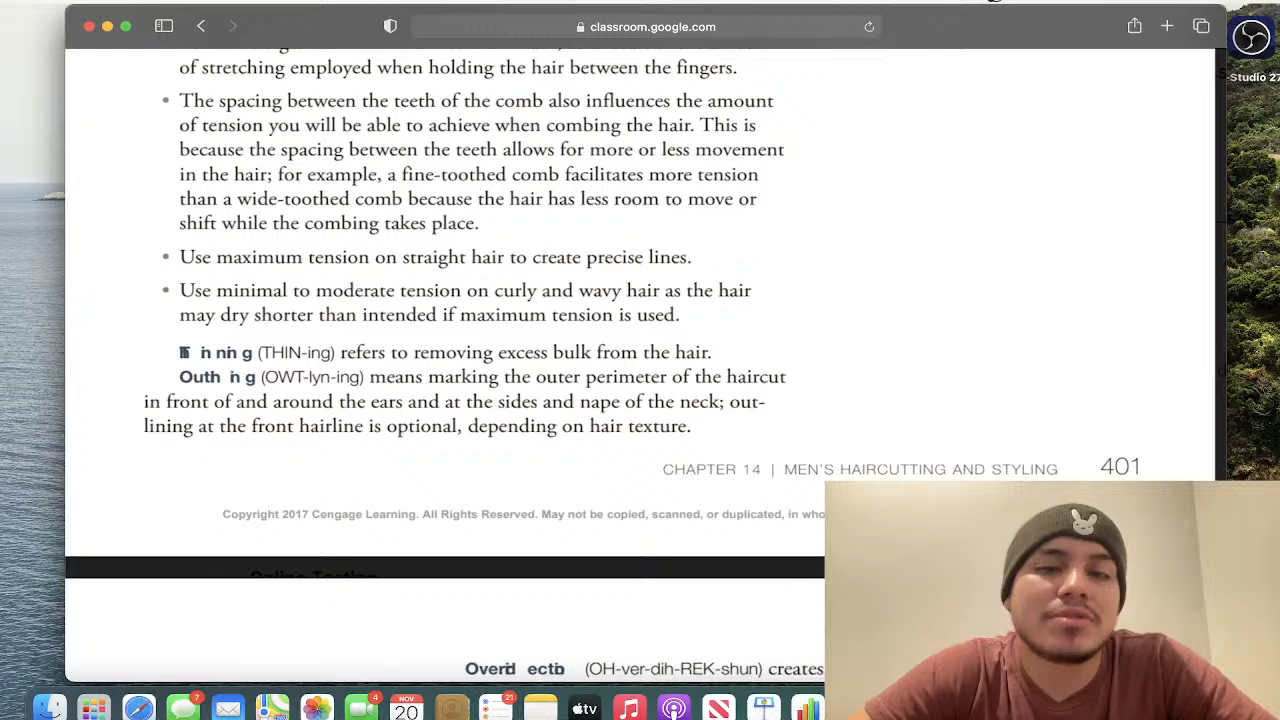 classroom.google.com
Studio 27
of stretching employed when holding the hair between the fingers.
• The spacing between the teeth of the comb also influences the amount
of tension you will be able to achieve when combing the hair. This is
because the spacing between the teeth allows for more or less movement
in the hair; for example, a fine-toothed comb facilitates more tension
than a wide-toothed comb because the hair has less room to move or
shift while the combing takes place.
• Use maximum tension on straight hair to create precise lines.
• Use minimal to moderate tension on curly and wavy hair as the hair
may dry shorter than intended if maximum tension is used.
(THIN-ing) refers to removing excess bulk from the hair.
(OWT-lyn-ing) means marking the outer perimeter of the haircut
in front of and around the ears and at the sides and nape of the neck; out-
lining at the front hairline is optional, depending on hair texture.
CHAPTER 14 | MEN'S HAIRCUTTING AND STYLING 401
Copyright 2017 Cengage Learning. All Rights Reserved. May not be copied, scanned, or duplicated, in who
Online Testing
(OH-ver-dih-REK-shun) creates
7
4
NOV
20
21
tv